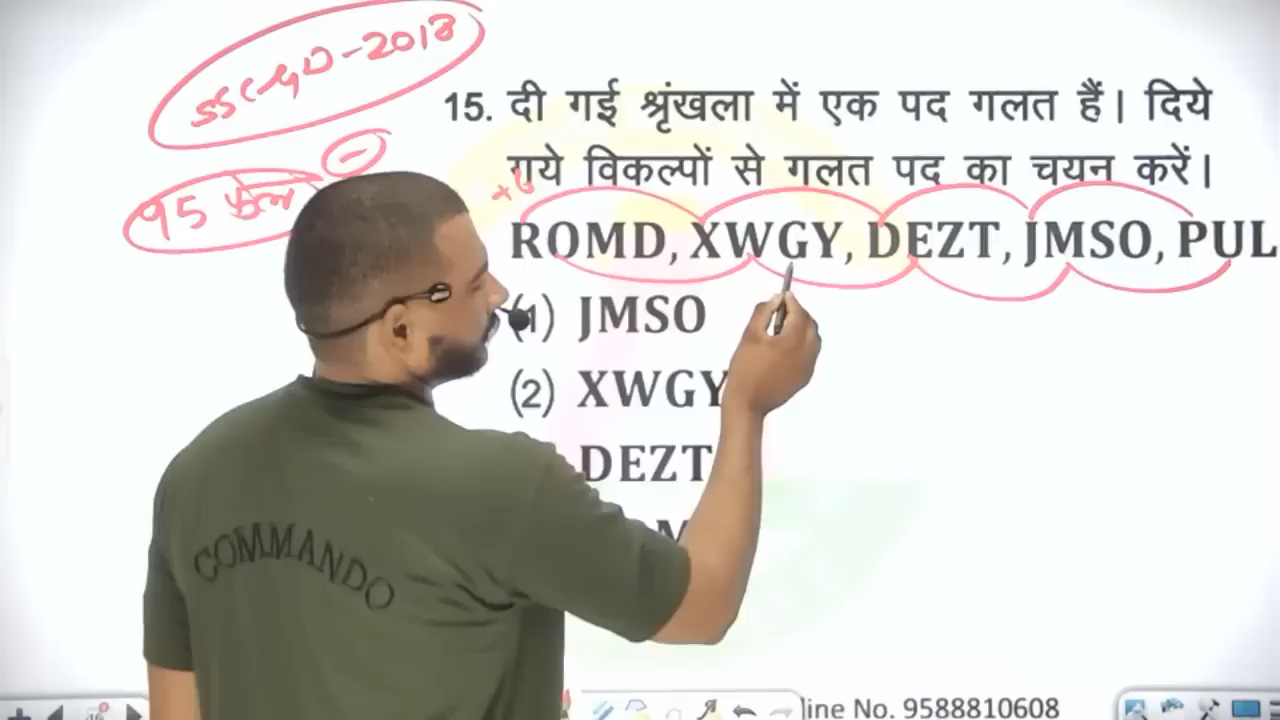 SSC-GD-2018
95
15. दी गई श्रृंखला में एक पद गलत हैं। दिये
गये विकल्पों से गलत पद का चयन करें।
+6
ROMD, XWGY, DEZT, JMSO, PUL
(1) JMSO
(2) XWGY
DEZT
COMMANDO
line No. 9588810608